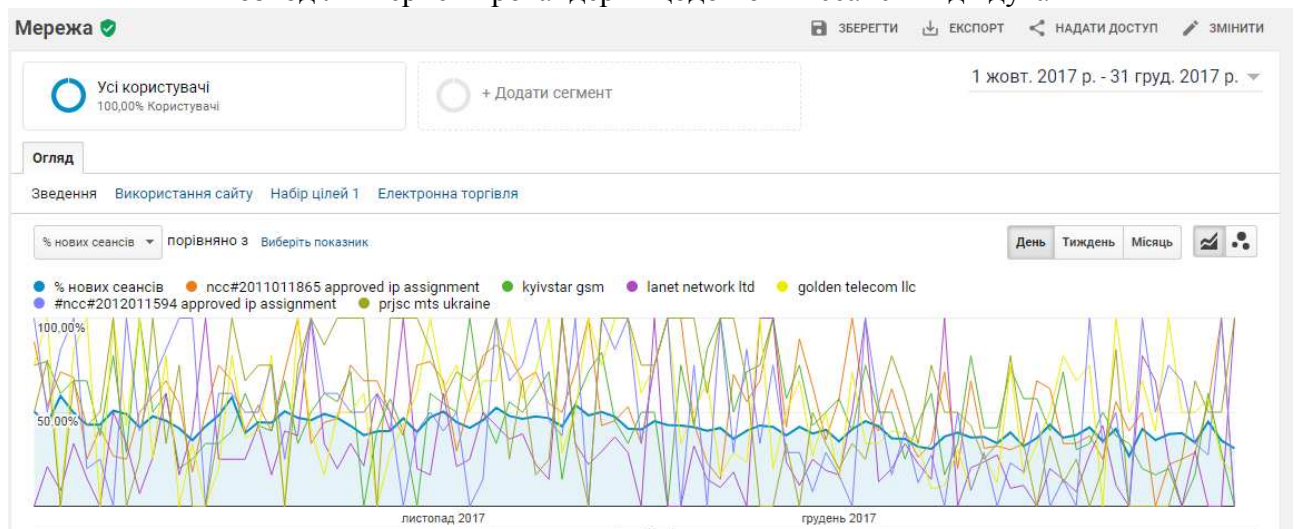 Мережа
ЗБЕРЕГТИ ЕКСПОРТ НАДАТИ ДОСТУП ЗМІНИТИ
Усі користувачі
100,00% Користувачі
+ Додати сегмент
1 жовт. 2017 р. - 31 груд. 2017 р.
Огляд
Зведення Використання сайту Набір цілей 1 Електронна торгівля
% нових сеансів порівняно з Виберіть показник
День Тиждень Місяць
% нових сеансів ncc#2011011865 approved ip assignment kyivstar gsm lanet network ltd golden telecom llc
#ncc#2012011594 approved ip assignment prjsc mts ukraine
100,00%
50,00%
листопад 2017 грудень 2017